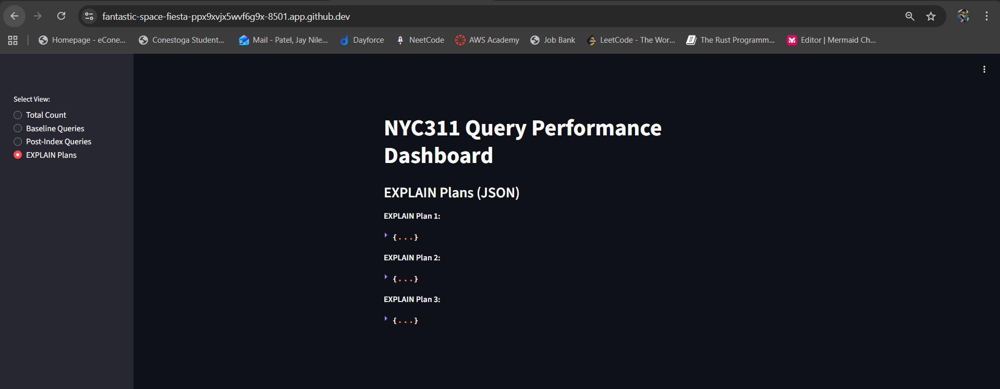 fantastic-space-fiesta-ppx9xvjx5wvf6g9x-8501.app.github.dev
Homepage - eCone...
Conestoga Student...
Mail - Patel, Jay Nile...
Dayforce
NeetCode
AWS Academy
Job Bank
LeetCode - The Wor...
The Rust Programm...
Editor | Mermaid Ch...
Select View:
Total Count
Baseline Queries
Post-Index Queries
EXPLAIN Plans
NYC311 Query Performance
Dashboard
EXPLAIN Plans (JSON)
EXPLAIN Plan 1:
{...}
EXPLAIN Plan 2:
{...}
EXPLAIN Plan 3:
{...}